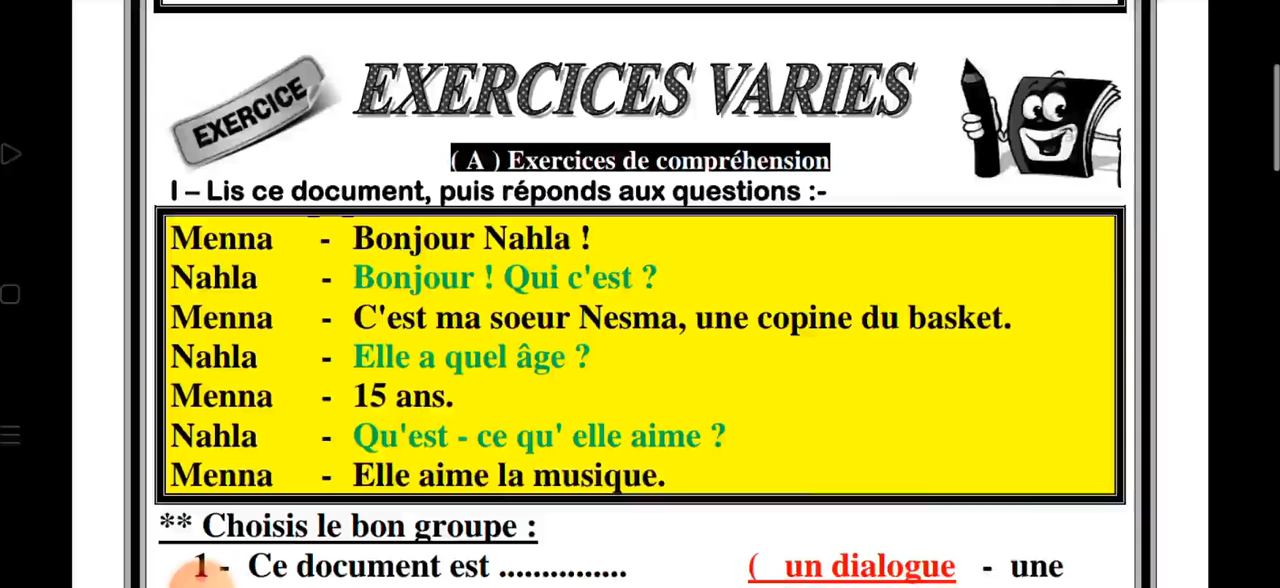 EXERCICE
EXERCICES VARIES
( A ) Exercices de compréhension
I – Lis ce document, puis réponds aux questions :-
Menna - Bonjour Nahla !
Nahla - Bonjour ! Qui c'est ?
Menna - C'est ma soeur Nesma, une copine du basket.
Nahla - Elle a quel âge ?
Menna - 15 ans.
Nahla - Qu'est - ce qu' elle aime ?
Menna - Elle aime la musique.
** Choisis le bon groupe :
1 - Ce document est ............... ( un dialogue - une